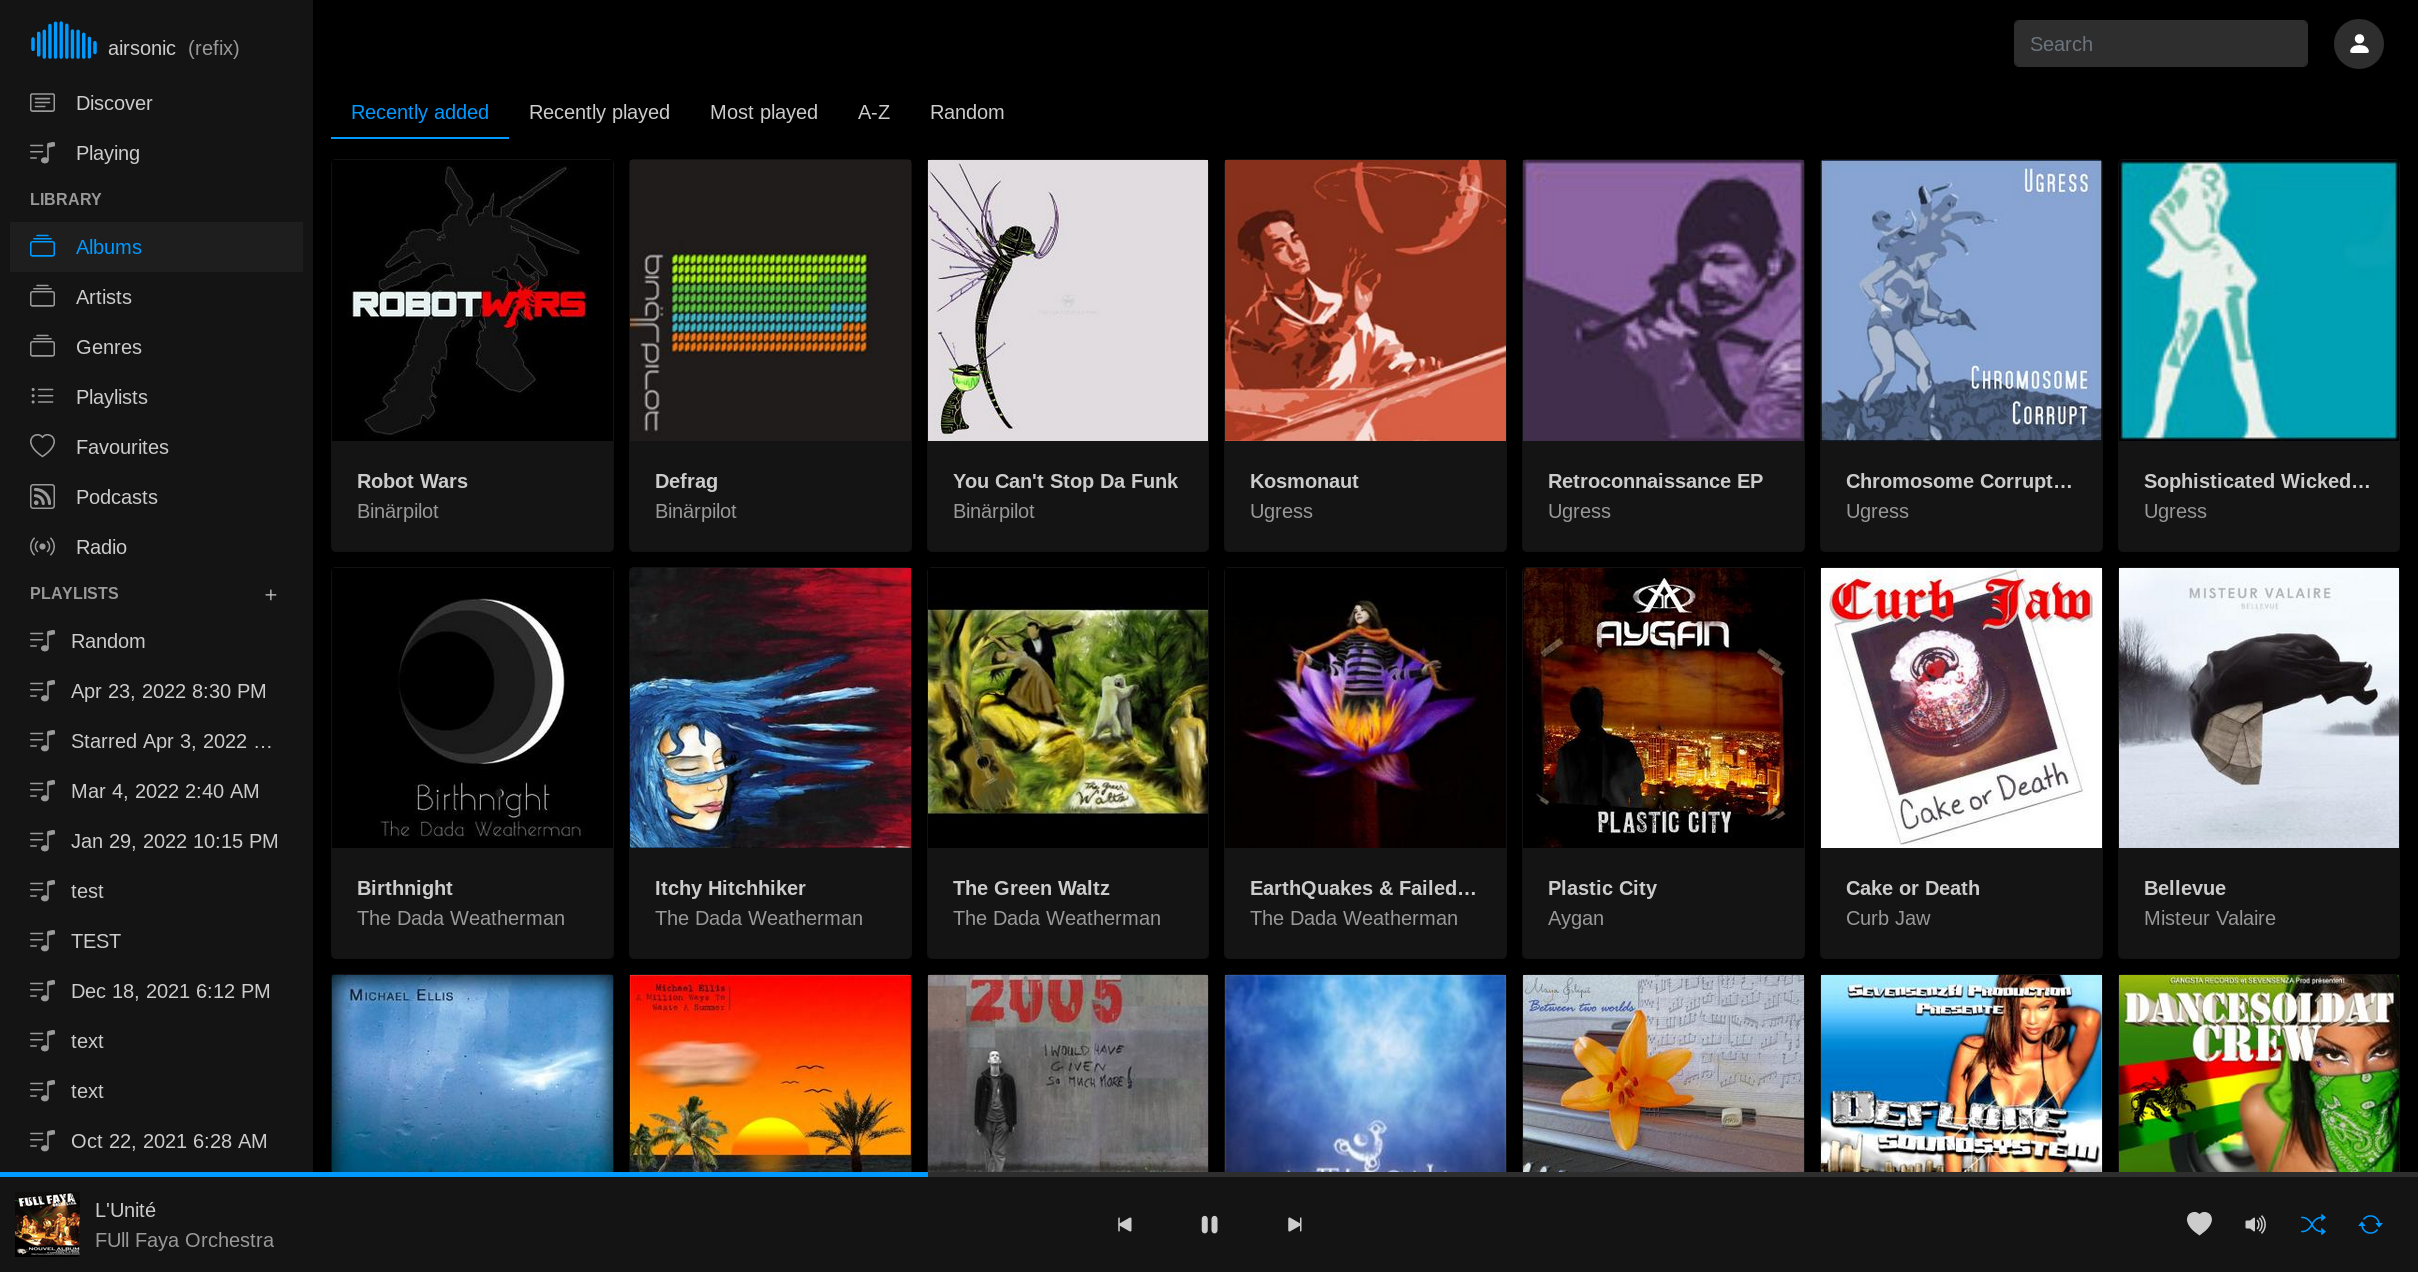 airsonic (refix)
Search
Discover
Playing
LIBRARY
Albums
Artists
Genres
Playlists
Favourites
Podcasts
Radio
PLAYLISTS +
Random
Apr 23, 2022 8:30 PM
Starred Apr 3, 2022 …
Mar 4, 2022 2:40 AM
Jan 29, 2022 10:15 PM
test
TEST
Dec 18, 2021 6:12 PM
text
text
Oct 22, 2021 6:28 AM
Recently added Recently played Most played A-Z Random
ROBOT WARS
binärpilot
UGRESS
CHROMOSOME
CORRUPT
Robot Wars
Binärpilot
Defrag
Binärpilot
You Can't Stop Da Funk
Binärpilot
Kosmonaut
Ugress
Retroconnaissance EP
Ugress
Chromosome Corrupt…
Ugress
Sophisticated Wicked…
Ugress
Birthnight
The Dada Weatherman
The Green
Waltz
AYGAN
PLASTIC CITY
Curb Jaw
Cake or Death
MISTEUR VALAIRE
BELLEVUE
Birthnight
The Dada Weatherman
Itchy Hitchhiker
The Dada Weatherman
The Green Waltz
The Dada Weatherman
EarthQuakes & Failed…
The Dada Weatherman
Plastic City
Aygan
Cake or Death
Curb Jaw
Bellevue
Misteur Valaire
MICHAEL ELLIS
Michael Ellis
A Million Ways To
Waste A Summer
2005
I WOULD HAVE
GIVEN
SO MUCH MORE!
Between two worlds
SEVENSENZA PRODUCTION
PRESENTE
DEFLORE
SOUNDSYSTEM
GANGSTA RECORDS et SEVENSENZA Prod présentent
DANCESOLDAT
CREW
FULL FAYA
NOUVEL ALBUM
L'Unité
FUll Faya Orchestra